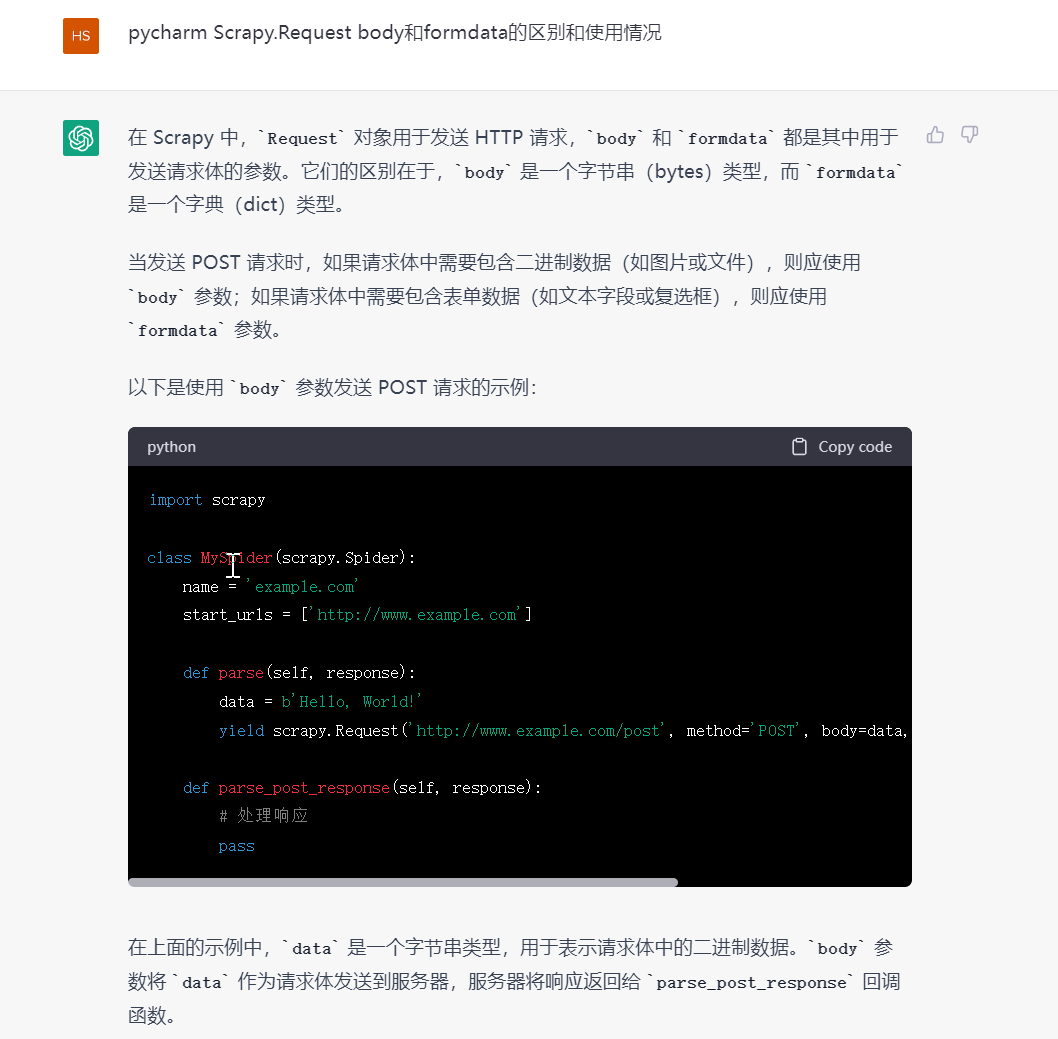 HS
pycharm Scrapy.Request body和formdata的区别和使用情况
在 Scrapy 中，`Request` 对象用于发送 HTTP 请求，`body` 和 `formdata` 都是其中用于
发送请求体的参数。它们的区别在于，`body` 是一个字节串（bytes）类型，而 `formdata`
是一个字典（dict）类型。
当发送 POST 请求时，如果请求体中需要包含二进制数据（如图片或文件），则应使用
`body` 参数；如果请求体中需要包含表单数据（如文本字段或复选框），则应使用
`formdata` 参数。
以下是使用 `body` 参数发送 POST 请求的示例：
python Copy code
import scrapy
class MySpider(scrapy.Spider):
name = 'example.com'
start_urls = ['http://www.example.com']
def parse(self, response):
data = b'Hello, World!'
yield scrapy.Request('http://www.example.com/post', method='POST', body=data,
def parse_post_response(self, response):
# 处理响应
pass
在上面的示例中，`data` 是一个字节串类型，用于表示请求体中的二进制数据。`body` 参
数将 `data` 作为请求体发送到服务器，服务器将响应返回给 `parse_post_response` 回调
函数。